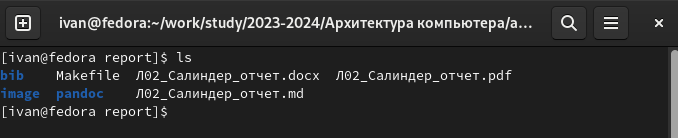 ivan@fedora:~/work/study/2023-2024/Архитектура компьютера/a...
[ivan@fedora report]$ ls
bib Makefile Л02_Салиндер_отчет.docx Л02_Салиндер_отчет.pdf
image pandoc Л02_Салиндер_отчет.md
[ivan@fedora report]$